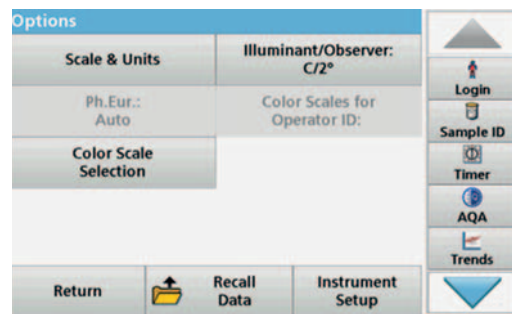 Options
Scale & Units
Illuminant/Observer:
C/2°
Ph.Eur.:
Auto
Color Scales for
Operator ID:
Color Scale
Selection
Return
Recall
Data
Instrument
Setup
Login
Sample ID
Timer
AQA
Trends